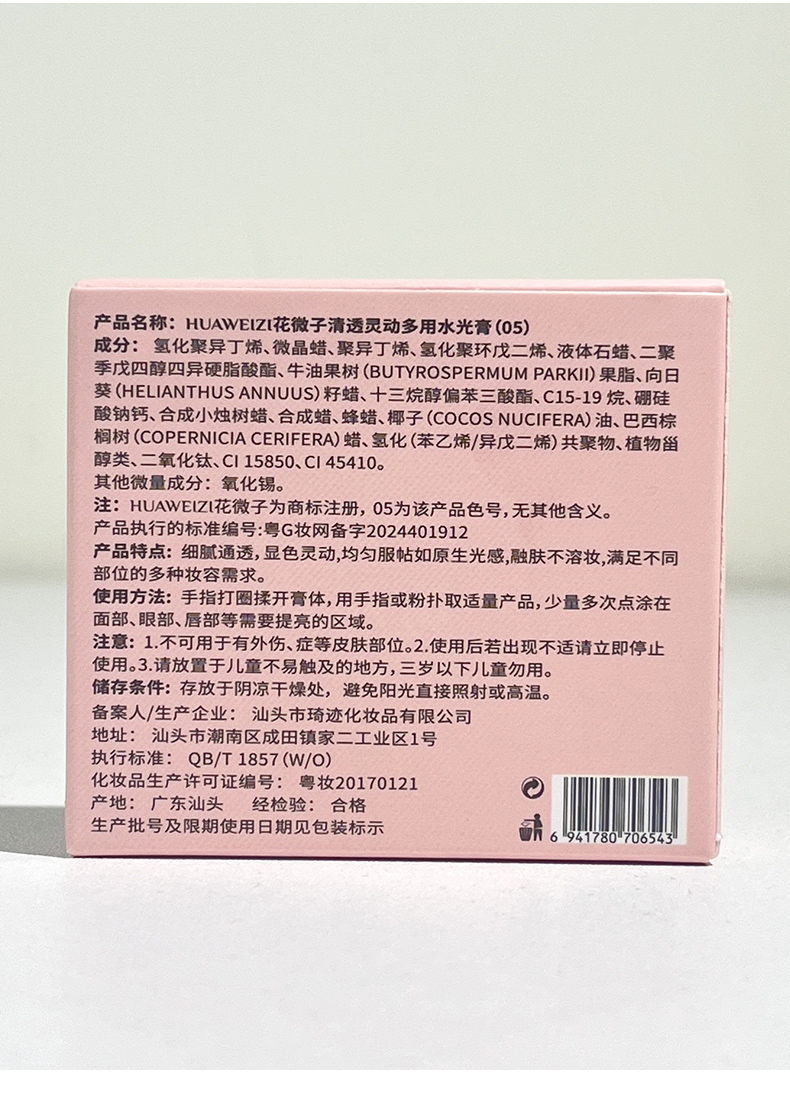 产品名称：HUAWEIZI花微子清透灵动多用水光膏(05)
成分： 氢化聚异丁烯、微晶蜡、聚异丁烯、氢化聚环戊二烯、液体石蜡、二聚
季戊四醇四异硬脂酸酯、牛油果树(BUTYROSPERMUM PARKII)果脂、向日
葵(HELIANTHUS ANNUUS)籽蜡、十三烷醇偏苯三酸酯、C15-19 烷、硼硅
酸钠钙、合成小烛树蜡、合成蜡、蜂蜡、椰子(COCOS NUCIFERA)油、巴西棕
榈树(COPERNICIA CERIFERA)蜡、氢化(苯乙烯/异戊二烯)共聚物、植物甾
醇类、二氧化钛、CI 15850、CI 45410。
其他微量成分：氧化锡。
注：HUAWEIZI花微子为商标注册，05为该产品色号，无其他含义。
产品执行的标准编号:粤G妆网备字2024401912
产品特点：细腻通透，显色灵动，均匀服帖如原生光感，融肤不溶妆，满足不同
部位的多种妆容需求。
使用方法：手指打圈揉开膏体，用手指或粉扑取适量产品，少量多次点涂在
面部、眼部、唇部等需要提亮的区域。
注意：1.不可用于有外伤、症等皮肤部位。2.使用后若出现不适请立即停止
使用。3.请放置于儿童不易触及的地方，三岁以下儿童勿用。
储存条件：存放于阴凉干燥处，避免阳光直接照射或高温。
备案人/生产企业： 汕头市琦迹化妆品有限公司
地址： 汕头市潮南区成田镇家二工业区1号
执行标准： QB/T 1857(W/O)
化妆品生产许可证编号： 粤妆20170121
产地： 广东汕头 经检验： 合格
生产批号及限期使用日期见包装标示
6 941780 706543